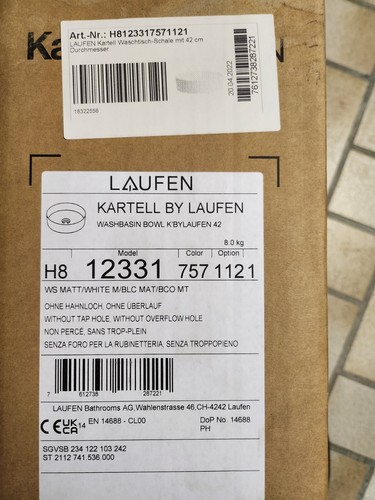 Art.-Nr.: H8123317571121
LAUFEN Kartell Waschtisch-Schale mit 42 cm
Durchmesser
18322556
20.04.2022
7612738287221
LAUFEN
KARTELL BY LAUFEN
WASHBASIN BOWL K'BYLAUFEN 42
8.0 kg
Model Color Option
H8 12331 757 1121
WS MATT/WHITE M/BLC MAT/BCO MT
OHNE HAHNLOCH, OHNE ÜBERLAUF
WITHOUT TAP HOLE, WITHOUT OVERFLOW HOLE
NON PERCÉ, SANS TROP-PLEIN
SENZA FORO PER LA RUBINETTERIA, SENZA TROPPOPIENO
7 612738 287221
LAUFEN Bathrooms AG,Wahlenstrasse 46,CH-4242 Laufen
CE UKCA 14 EN 14688 - CL00 DoP No. 14688
PH
SGVSB 234 122 103 242
ST 2112 741.536.000